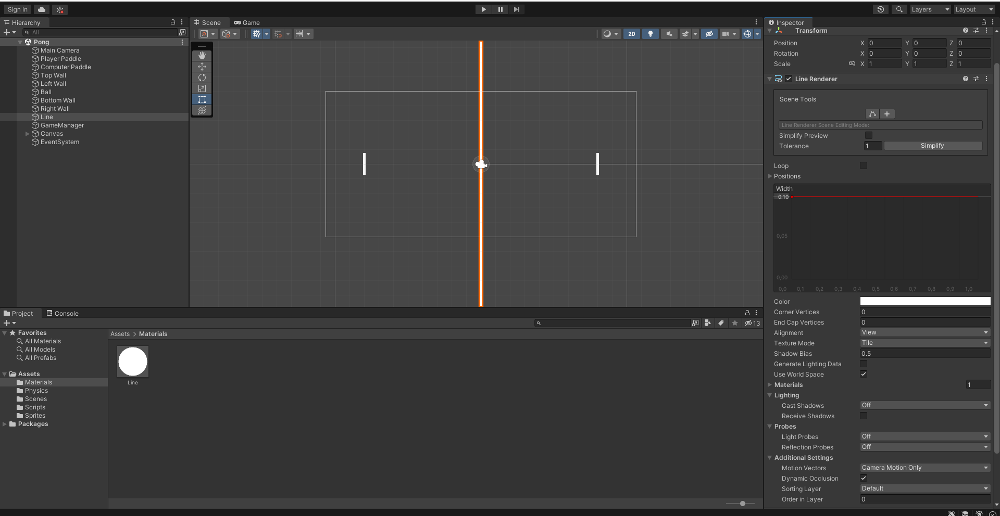 Sign in
Layers
Layout
Hierarchy
All
Pong
Main Camera
Player Paddle
Computer Paddle
Top Wall
Left Wall
Ball
Bottom Wall
Right Wall
Line
GameManager
Canvas
EventSystem
Scene
Game
2D
Inspector
Transform
Position X 0 Y 0 Z 0
Rotation X 0 Y 0 Z 0
Scale X 1 Y 1 Z 1
Line Renderer
Scene Tools
Line Renderer Scene Editing Mode:
Simplify Preview
Tolerance 1 Simplify
Loop
Positions
Width
0.10
0,05
0,00
0,0 0,1 0,2 0,3 0,4 0,5 0,6 0,7 0,8 0,9 1,0
Color
Corner Vertices 0
End Cap Vertices 0
Alignment View
Texture Mode Tile
Shadow Bias 0.5
Generate Lighting Data
Use World Space
Materials 1
Lighting
Cast Shadows Off
Receive Shadows
Probes
Light Probes Off
Reflection Probes Off
Additional Settings
Motion Vectors Camera Motion Only
Dynamic Occlusion
Sorting Layer Default
Order in Layer 0
Project
Console
13
Favorites
All Materials
All Models
All Prefabs
Assets
Materials
Physics
Scenes
Scripts
Sprites
Packages
Assets > Materials
Line